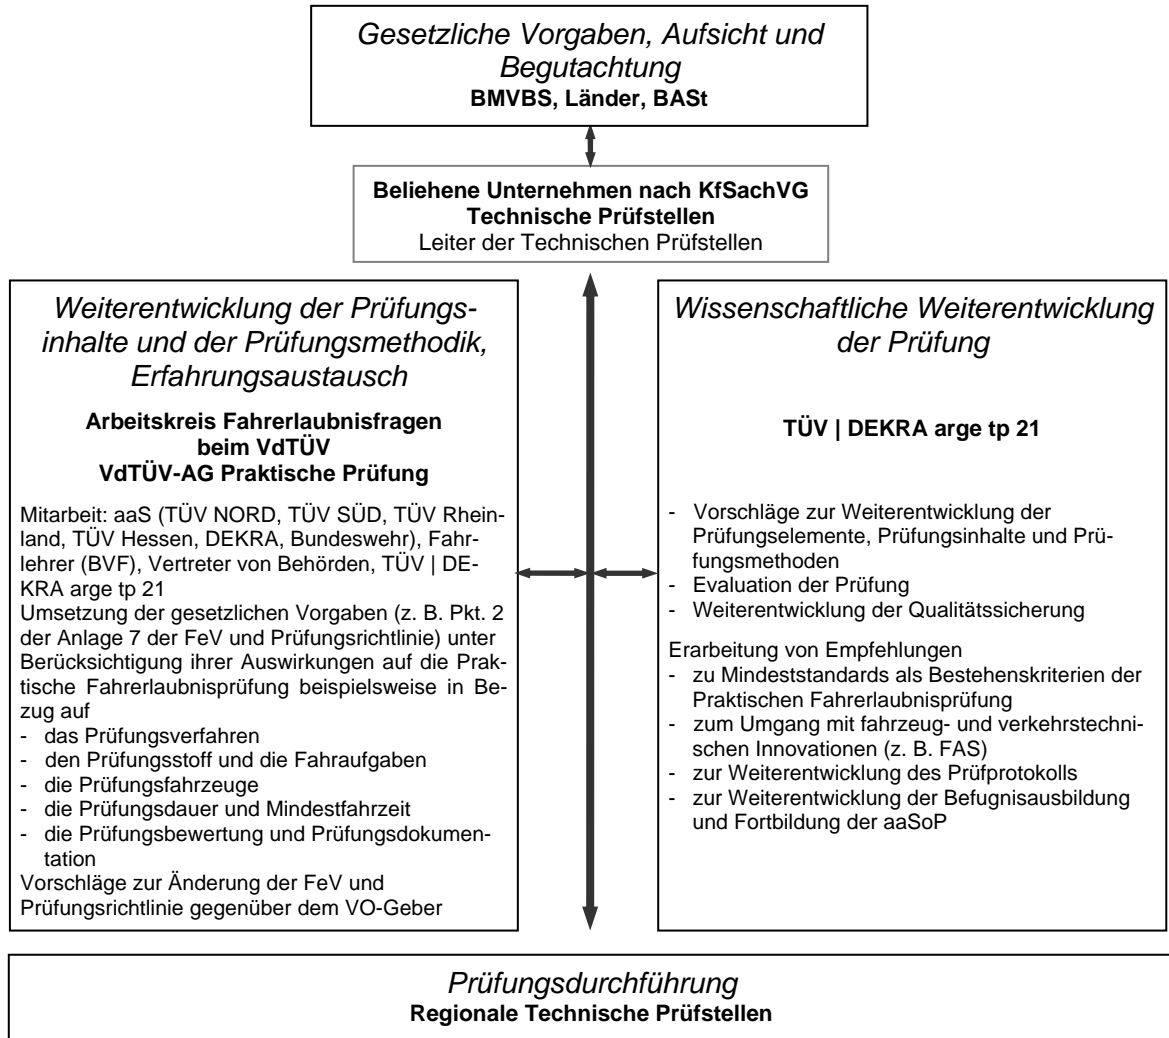 Gesetzliche Vorgaben, Aufsicht und
Begutachtung
BMVBS, Länder, BASt
Beliehene Unternehmen nach KfSachVG
Technische Prüfstellen
Leiter der Technischen Prüfstellen
Weiterentwicklung der Prüfungs-
inhalte und der Prüfungsmethodik,
Erfahrungsaustausch
Arbeitskreis Fahrerlaubnisfragen
beim VdTÜV
VdTÜV-AG Praktische Prüfung
Mitarbeit: aaS (TÜV NORD, TÜV SÜD, TÜV Rhein-
land, TÜV Hessen, DEKRA, Bundeswehr), Fahr-
lehrer (BVF), Vertreter von Behörden, TÜV | DE-
KRA arge tp 21
Umsetzung der gesetzlichen Vorgaben (z. B. Pkt. 2
der Anlage 7 der FeV und Prüfungsrichtlinie) unter
Berücksichtigung ihrer Auswirkungen auf die Prak-
tische Fahrerlaubnisprüfung beispielsweise in Be-
zug auf
- das Prüfungsverfahren
- den Prüfungsstoff und die Fahraufgaben
- die Prüfungsfahrzeuge
- die Prüfungsdauer und Mindestfahrzeit
- die Prüfungsbewertung und Prüfungsdokumen-
tation
Vorschläge zur Änderung der FeV und
Prüfungsrichtlinie gegenüber dem VO-Geber
Wissenschaftliche Weiterentwicklung
der Prüfung
TÜV | DEKRA arge tp 21
- Vorschläge zur Weiterentwicklung der
Prüfungselemente, Prüfungsinhalte und Prü-
fungsmethoden
- Evaluation der Prüfung
- Weiterentwicklung der Qualitätssicherung
Erarbeitung von Empfehlungen
- zu Mindeststandards als Bestehenskriterien der
Praktischen Fahrerlaubnisprüfung
- zum Umgang mit fahrzeug- und verkehrstechni-
schen Innovationen (z. B. FAS)
- zur Weiterentwicklung des Prüfprotokolls
- zur Weiterentwicklung der Befugnisausbildung
und Fortbildung der aaSoP
Prüfungsdurchführung
Regionale Technische Prüfstellen